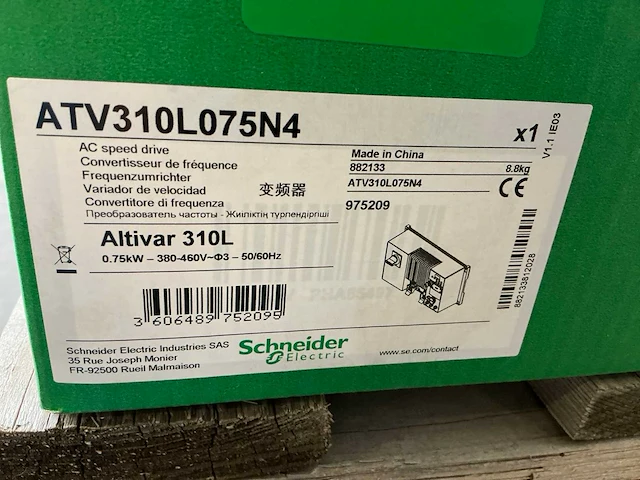 ATV310L075N4
x1
V1.1 IE03
AC speed drive
Convertisseur de fréquence
Frequenzumrichter
Variador de velocidad 变频器
Convertitore di frequenza
Преобразователь частоты - Жиіліктің түрлендіргіші
Made in China
882133 8.8kg
ATV310L075N4
CE
975209
Altivar 310L
0.75kW – 380-460V~Φ3 – 50/60Hz
3 606489 752095
882133812028
Schneider Electric Industries SAS
35 Rue Joseph Monier
FR-92500 Rueil Malmaison
Schneider
Electric
www.se.com/contact